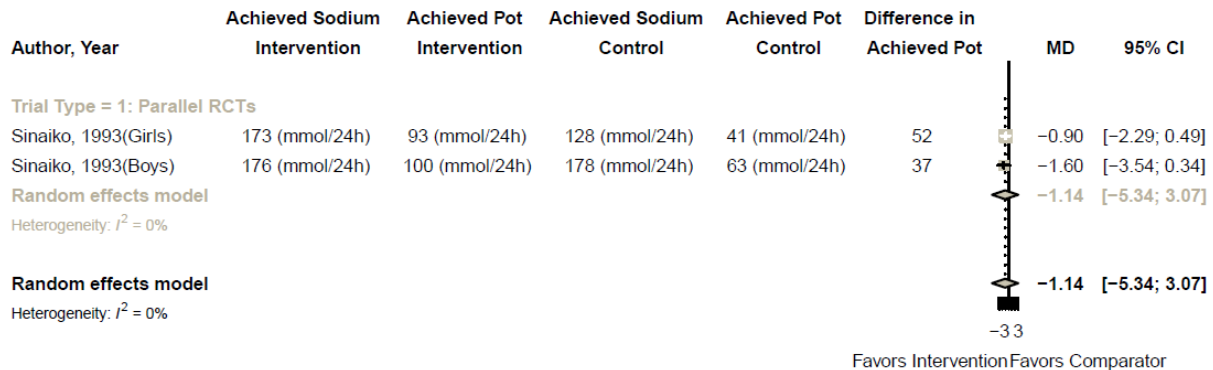 Achieved Sodium Achieved Pot Achieved Sodium Achieved Pot Difference in
Author, Year Intervention Intervention Control Control Achieved Pot MD 95% CI
Trial Type = 1: Parallel RCTs
Sinaiko, 1993(Girls) 173 (mmol/24h) 93 (mmol/24h) 128 (mmol/24h) 41 (mmol/24h) 52 −0.90 [−2.29; 0.49]
Sinaiko, 1993(Boys) 176 (mmol/24h) 100 (mmol/24h) 178 (mmol/24h) 63 (mmol/24h) 37 −1.60 [−3.54; 0.34]
Random effects model −1.14 [−5.34; 3.07]
Heterogeneity: I² = 0%
Random effects model −1.14 [−5.34; 3.07]
Heterogeneity: I² = 0%
−3 3
Favors Intervention Favors Comparator